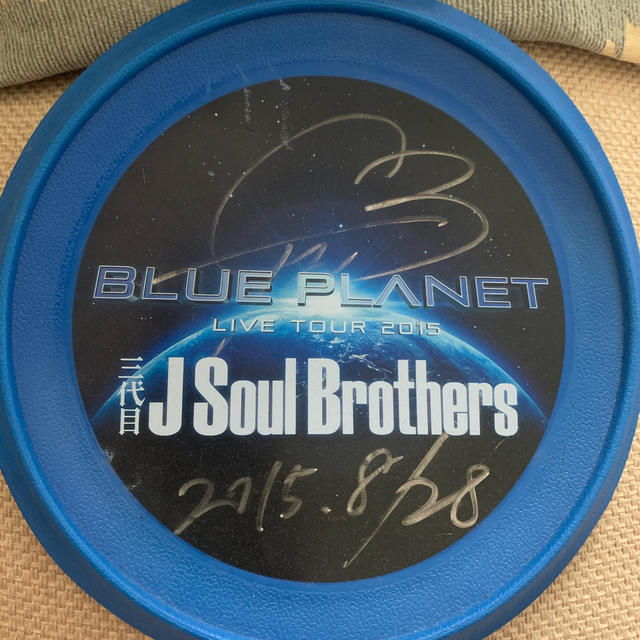 BLUE PLANET
LIVE TOUR 2015
三代目 J Soul Brothers
2015.8/28